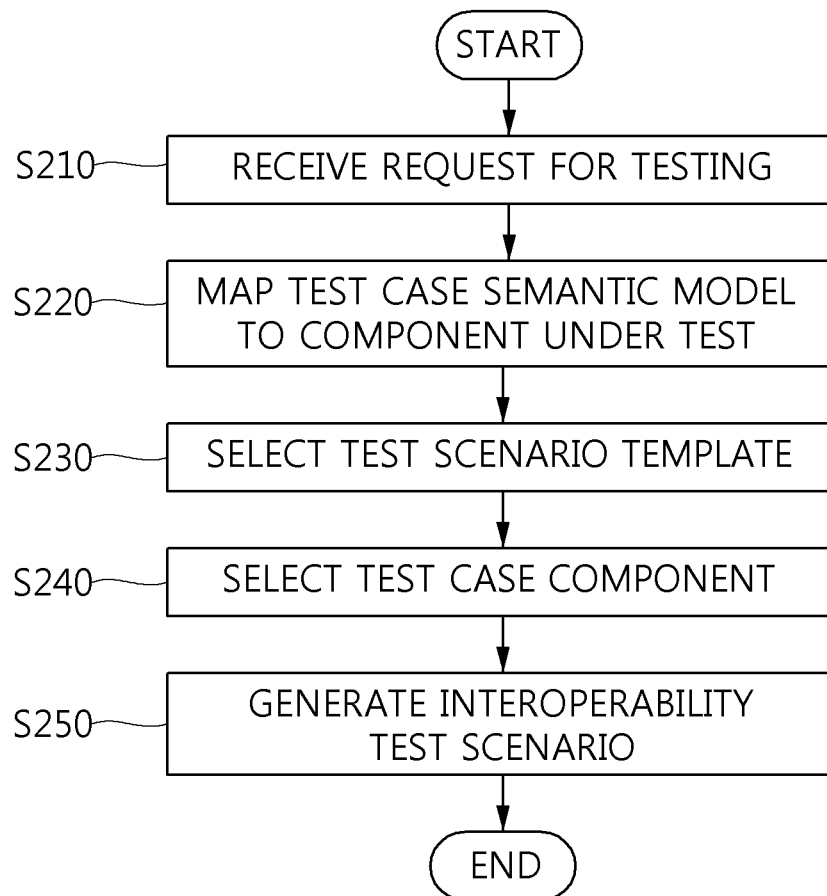 START
S210
RECEIVE REQUEST FOR TESTING
S220
MAP TEST CASE SEMANTIC MODEL
TO COMPONENT UNDER TEST
S230
SELECT TEST SCENARIO TEMPLATE
S240
SELECT TEST CASE COMPONENT
S250
GENERATE INTEROPERABILITY
TEST SCENARIO
END